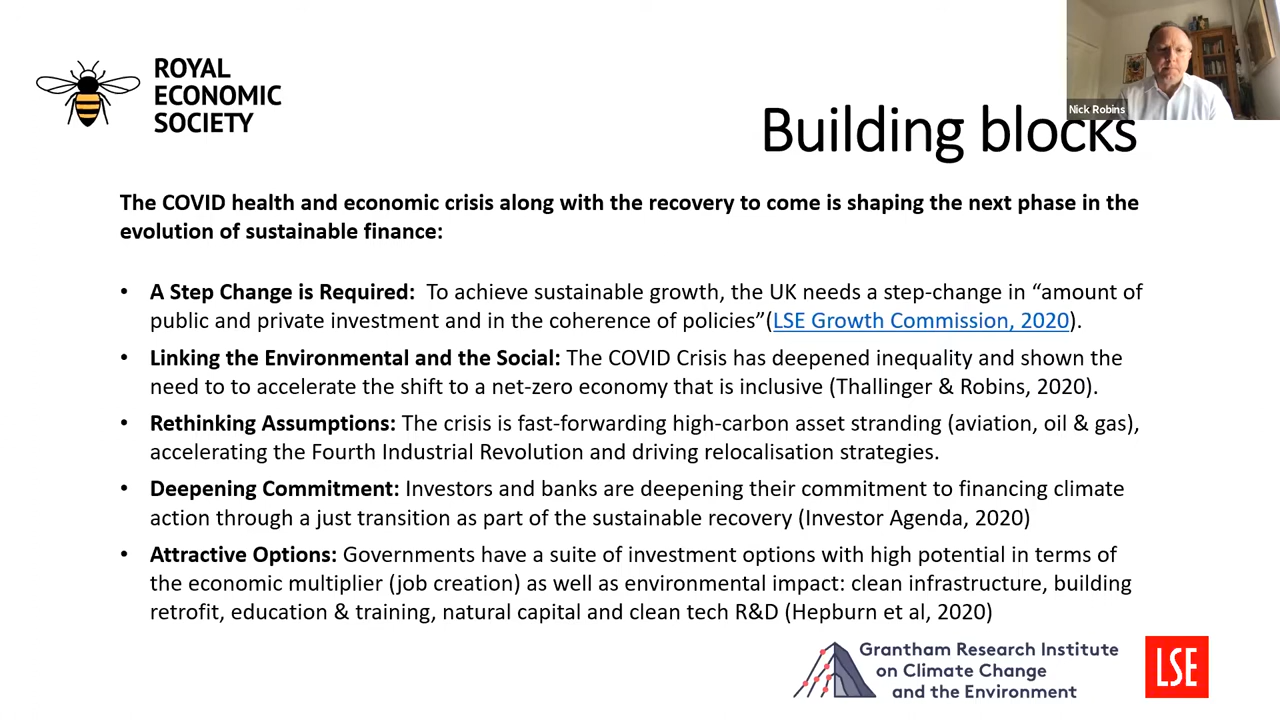 ROYAL
ECONOMIC
SOCIETY
Nick Robins
Building blocks
The COVID health and economic crisis along with the recovery to come is shaping the next phase in the
evolution of sustainable finance:
• A Step Change is Required:  To achieve sustainable growth, the UK needs a step-change in “amount of
public and private investment and in the coherence of policies”(LSE Growth Commission, 2020).
• Linking the Environmental and the Social: The COVID Crisis has deepened inequality and shown the
need to to accelerate the shift to a net-zero economy that is inclusive (Thallinger & Robins, 2020).
• Rethinking Assumptions: The crisis is fast-forwarding high-carbon asset stranding (aviation, oil & gas),
accelerating the Fourth Industrial Revolution and driving relocalisation strategies.
• Deepening Commitment: Investors and banks are deepening their commitment to financing climate
action through a just transition as part of the sustainable recovery (Investor Agenda, 2020)
• Attractive Options: Governments have a suite of investment options with high potential in terms of
the economic multiplier (job creation) as well as environmental impact: clean infrastructure, building
retrofit, education & training, natural capital and clean tech R&D (Hepburn et al, 2020)
Grantham Research Institute
on Climate Change
and the Environment
LSE